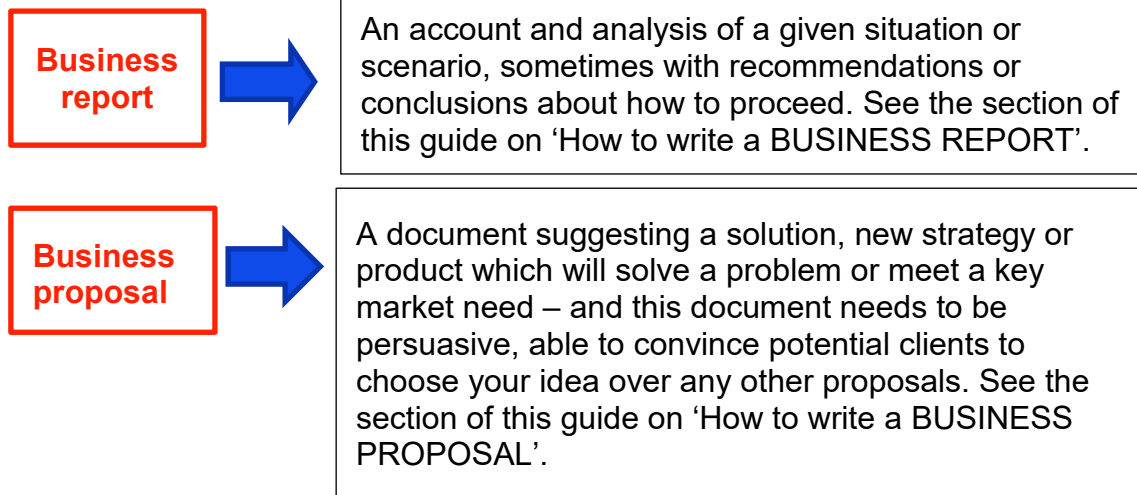 Business
report
An account and analysis of a given situation or
scenario, sometimes with recommendations or
conclusions about how to proceed. See the section of
this guide on ‘How to write a BUSINESS REPORT’.
Business
proposal
A document suggesting a solution, new strategy or
product which will solve a problem or meet a key
market need – and this document needs to be
persuasive, able to convince potential clients to
choose your idea over any other proposals. See the
section of this guide on ‘How to write a BUSINESS
PROPOSAL’.